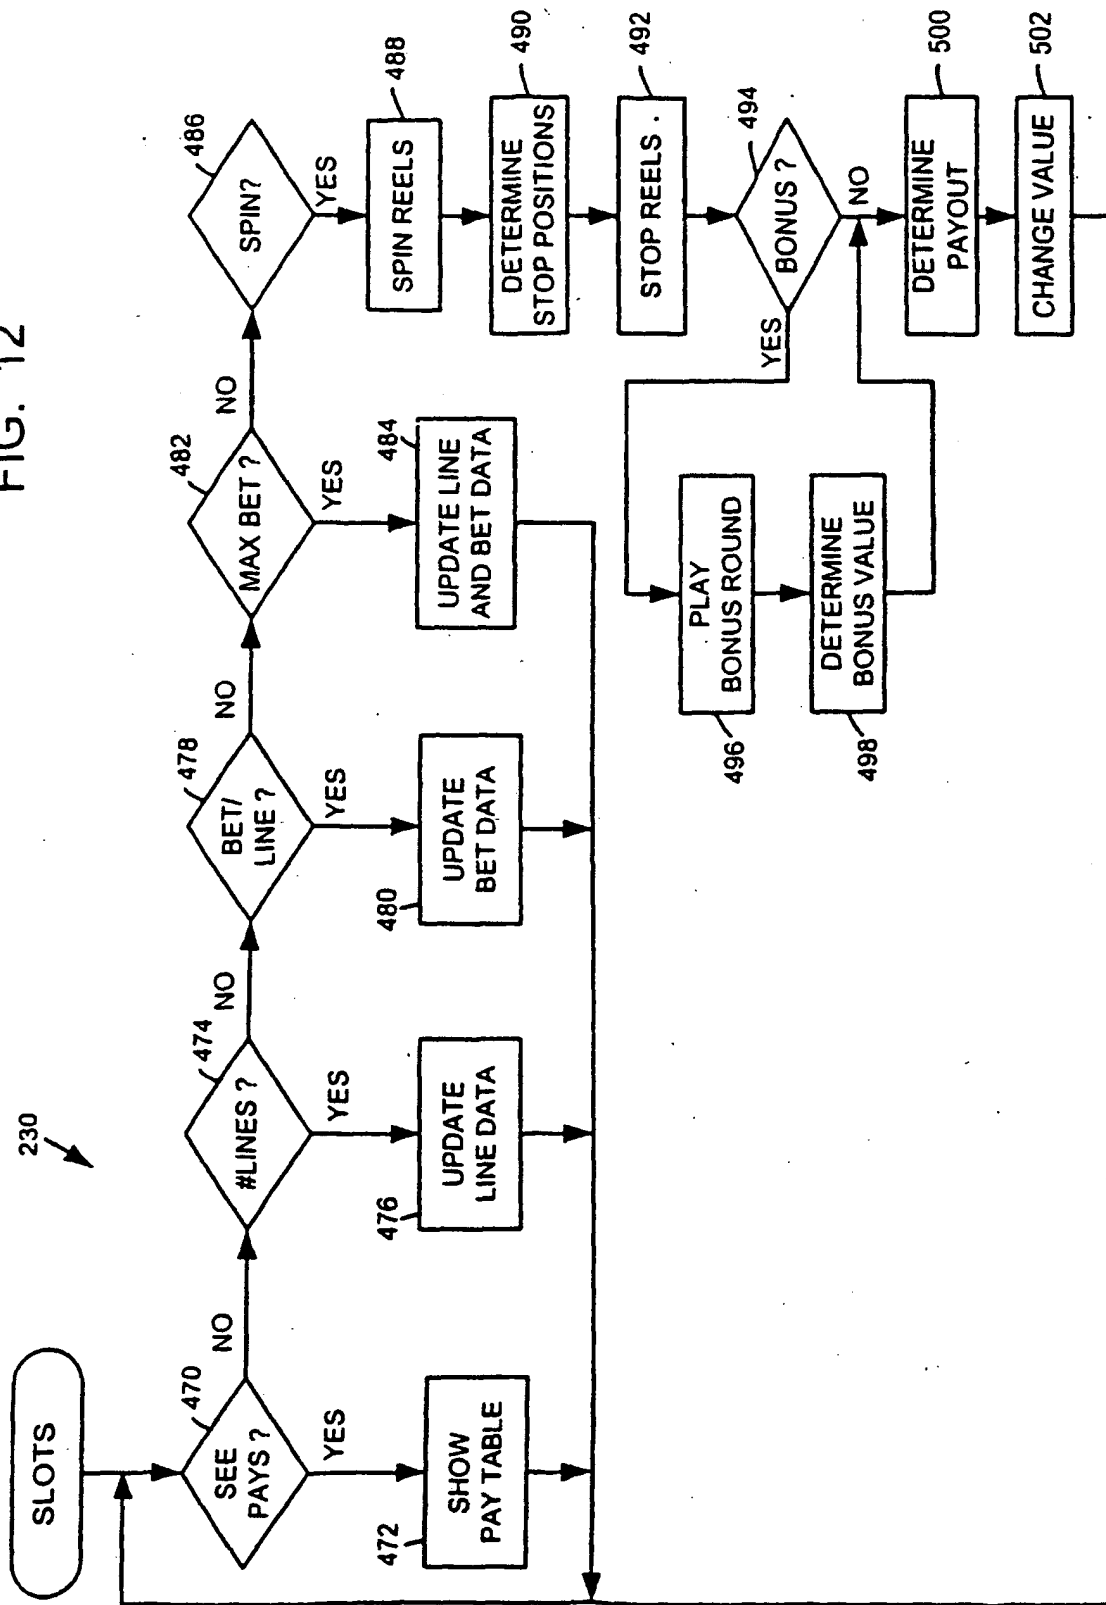 FIG. 12
230
SLOTS
470
SEE
PAYS ?
NO
YES
472
SHOW
PAY TABLE
474
#LINES ?
NO
YES
476
UPDATE
LINE DATA
478
BET/
LINE ?
NO
YES
480
UPDATE
BET DATA
482
MAX BET ?
NO
YES
484
UPDATE LINE
AND BET DATA
486
SPIN?
YES
488
SPIN REELS
490
DETERMINE
STOP POSITIONS
492
STOP REELS
494
BONUS ?
YES
NO
496
PLAY
BONUS ROUND
498
DETERMINE
BONUS VALUE
500
DETERMINE
PAYOUT
502
CHANGE VALUE